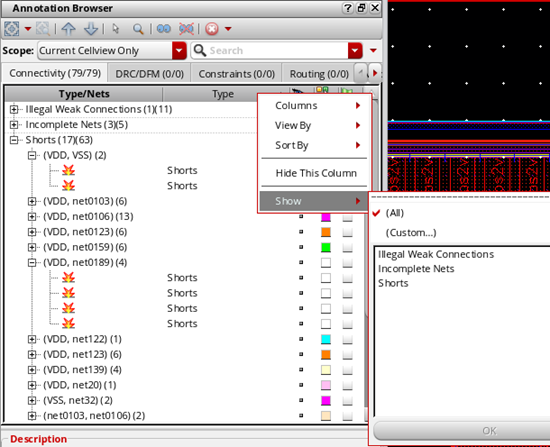 Annotation Browser
Scope: Current Cellview Only
Search
Connectivity (79/79) DRC/DFM (0/0) Constraints (0/0) Routing (0/0)
Type/Nets Type
Illegal Weak Connections (1)(11)
Incomplete Nets (3)(5)
Shorts (17)(63)
(VDD, VSS) (2)
Shorts
Shorts
(VDD, net0103) (6)
(VDD, net0106) (13)
(VDD, net0123) (6)
(VDD, net0159) (6)
(VDD, net0189) (4)
Shorts
Shorts
Shorts
Shorts
(VDD, net122) (1)
(VDD, net123) (6)
(VDD, net139) (4)
(VDD, net20) (1)
(VSS, net32) (2)
(net0103, net0106) (2)
Description
Columns
View By
Sort By
Hide This Column
Show
(All)
(Custom...)
Illegal Weak Connections
Incomplete Nets
Shorts
OK